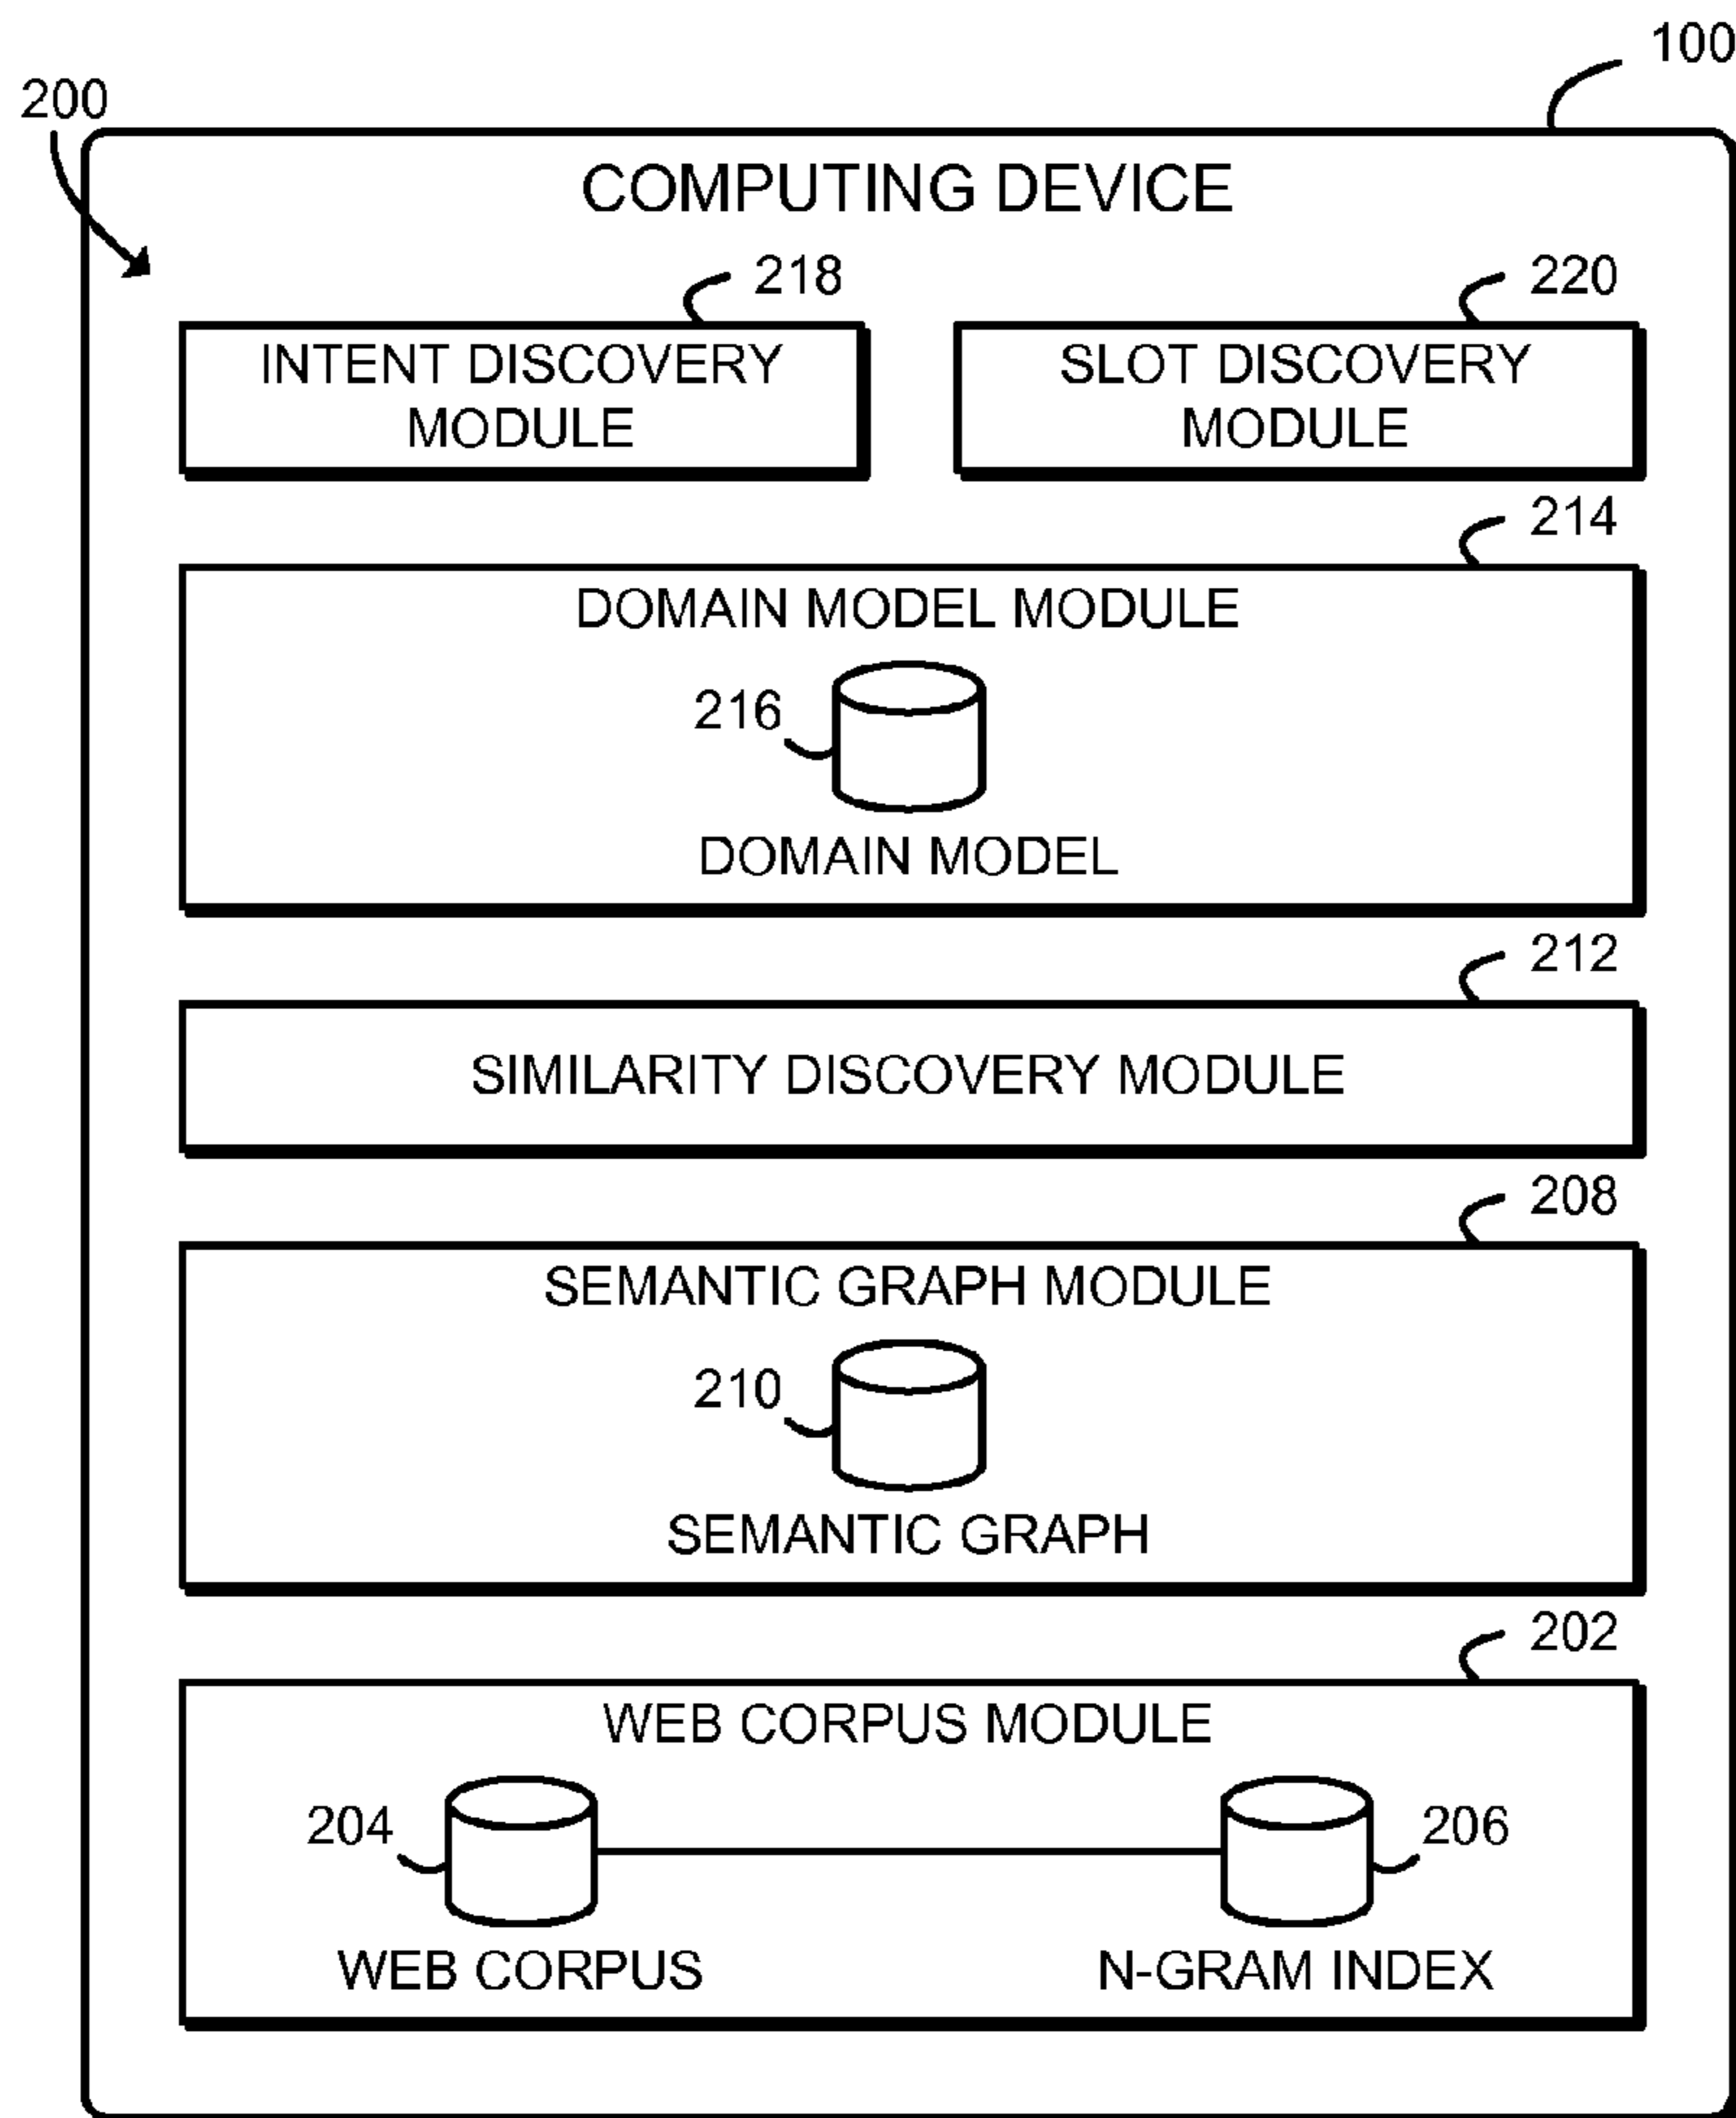 100
200
COMPUTING DEVICE
218
220
INTENT DISCOVERY
MODULE
SLOT DISCOVERY
MODULE
214
DOMAIN MODEL MODULE
216
DOMAIN MODEL
212
SIMILARITY DISCOVERY MODULE
208
SEMANTIC GRAPH MODULE
210
SEMANTIC GRAPH
202
WEB CORPUS MODULE
204
206
WEB CORPUS
N-GRAM INDEX